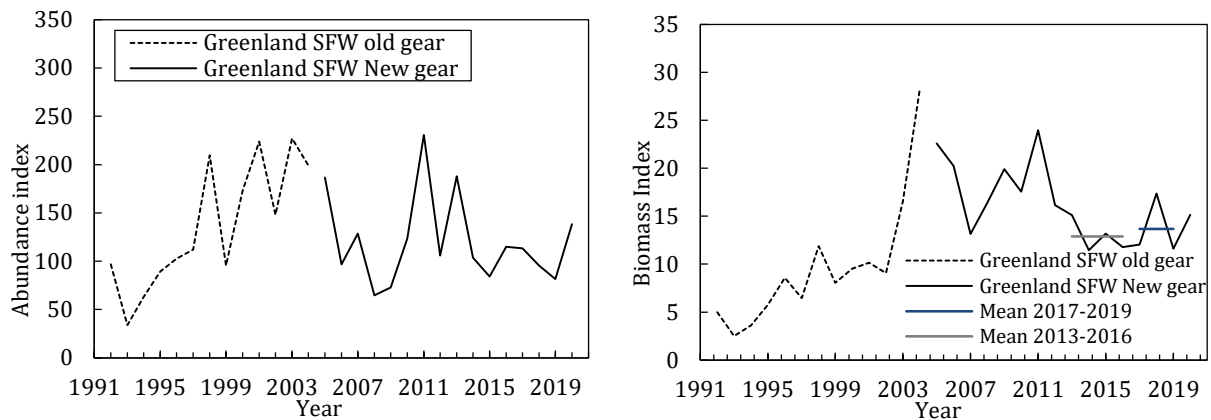 Abundance index
350
300
250
200
150
100
50
0
Greenland SFW old gear
Greenland SFW New gear
1991 1995 1999 2003 2007 2011 2015 2019
Year
Biomass Index
35
30
25
20
15
10
5
0
Greenland SFW old gear
Greenland SFW New gear
Mean 2017-2019
Mean 2013-2016
1991 1995 1999 2003 2007 2011 2015 2019
Year